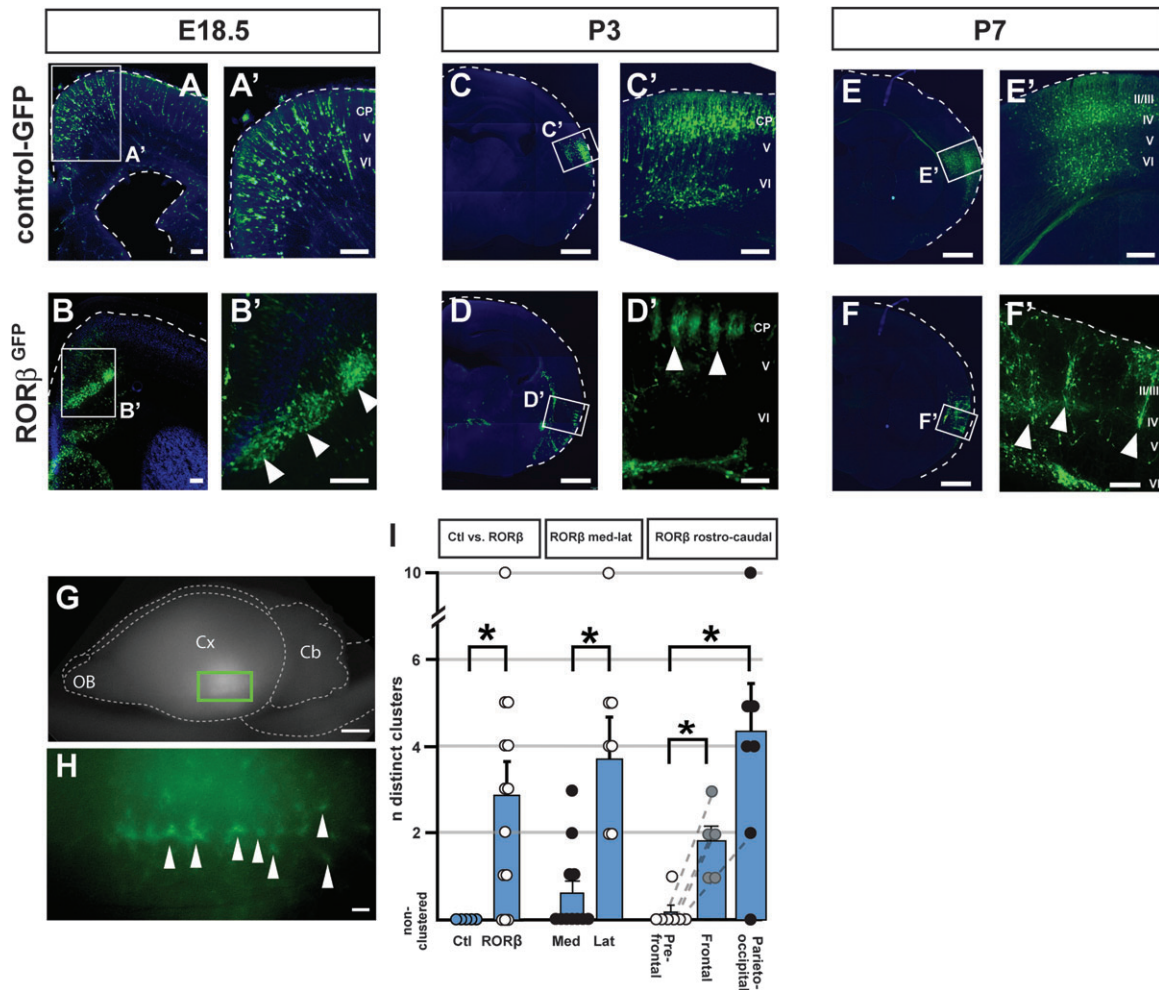 E18.5
P3
P7
control-GFP
A
A'
A'
CP
V
VI
C
C'
C'
CP
V
VI
E
E'
E'
II/III
IV
V
VI
RORβ GFP
B
B'
B'
D
D'
D'
CP
V
VI
F
F'
F'
II/III
IV
V
VI
G
OB
Cx
Cb
H
I
Ctl vs. RORβ
RORβ med-lat
RORβ rostro-caudal
n distinct clusters
10
6
4
2
non-
clustered
*
*
*
*
Ctl
RORβ
Med
Lat
Pre-
frontal
Frontal
Parieto-
occipital